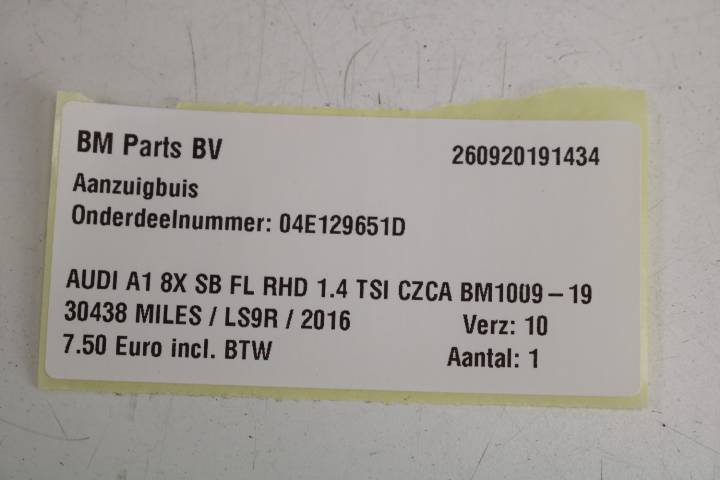 BM Parts BV 260920191434
Aanzuigbuis
Onderdeelnummer: 04E129651D
AUDI A1 8X SB FL RHD 1.4 TSI CZCA BM1009-19
30438 MILES / LS9R / 2016 Verz: 10
7.50 Euro incl. BTW Aantal: 1